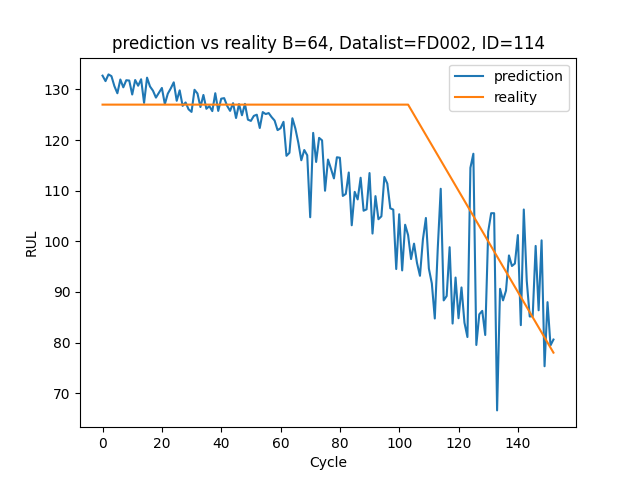 prediction vs reality B=64, Datalist=FD002, ID=114
prediction
reality
RUL
130
120
110
100
90
80
70
0 20 40 60 80 100 120 140
Cycle